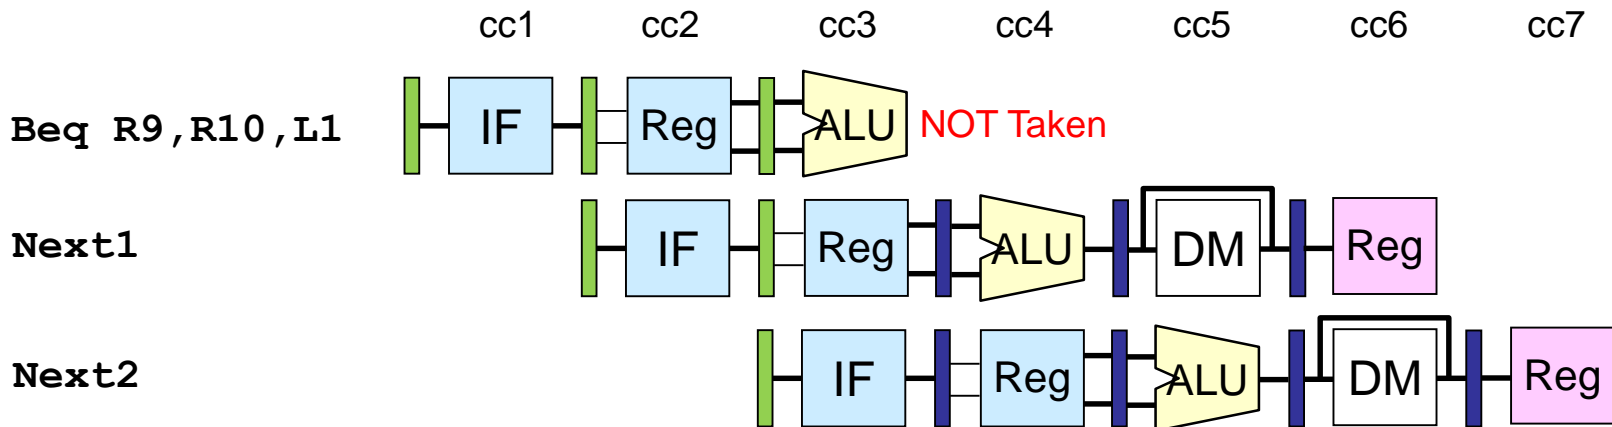 cc1 cc2 cc3 cc4 cc5 cc6 cc7
Beq R9,R10,L1 IF Reg ALU NOT Taken
Next1 IF Reg ALU DM Reg
Next2 IF Reg ALU DM Reg